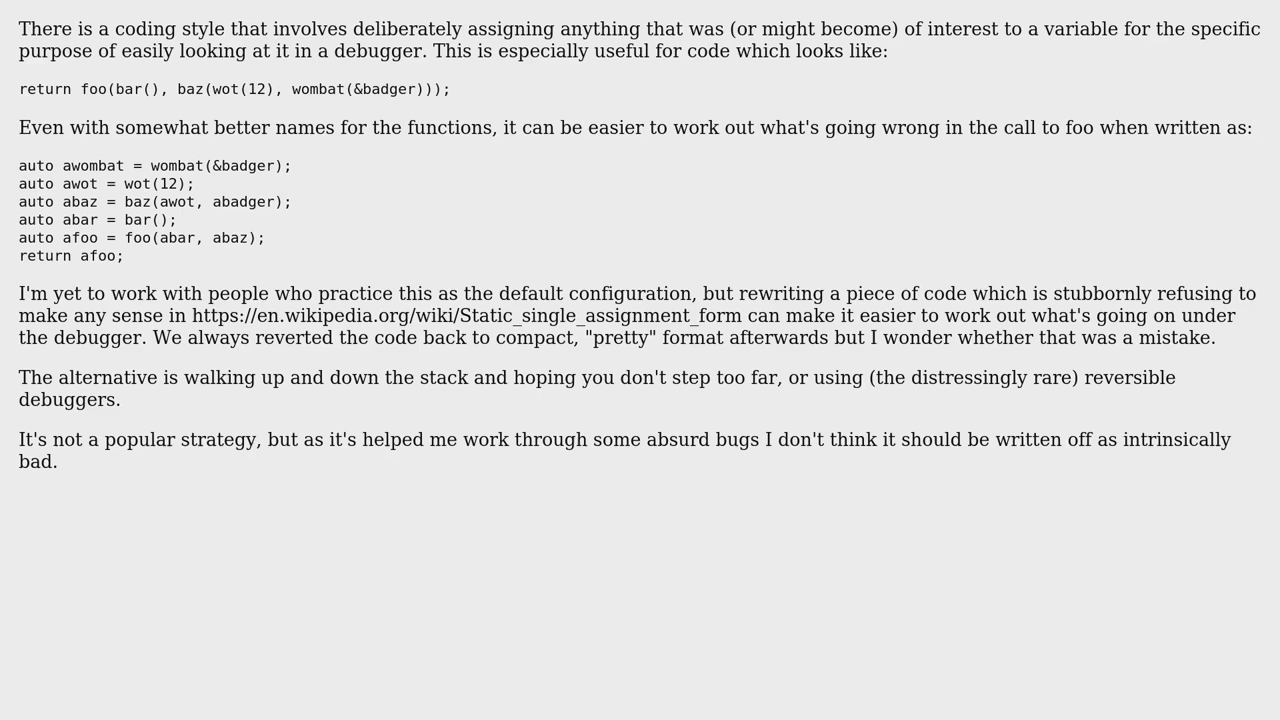 There is a coding style that involves deliberately assigning anything that was (or might become) of interest to a variable for the specific
purpose of easily looking at it in a debugger. This is especially useful for code which looks like:
return foo(bar(), baz(wot(12), wombat(&badger)));
Even with somewhat better names for the functions, it can be easier to work out what's going wrong in the call to foo when written as:
auto awombat = wombat(&badger);
auto awot = wot(12);
auto abaz = baz(awot, abadger);
auto abar = bar();
auto afoo = foo(abar, abaz);
return afoo;
I'm yet to work with people who practice this as the default configuration, but rewriting a piece of code which is stubbornly refusing to
make any sense in https://en.wikipedia.org/wiki/Static_single_assignment_form can make it easier to work out what's going on under
the debugger. We always reverted the code back to compact, "pretty" format afterwards but I wonder whether that was a mistake.
The alternative is walking up and down the stack and hoping you don't step too far, or using (the distressingly rare) reversible
debuggers.
It's not a popular strategy, but as it's helped me work through some absurd bugs I don't think it should be written off as intrinsically
bad.